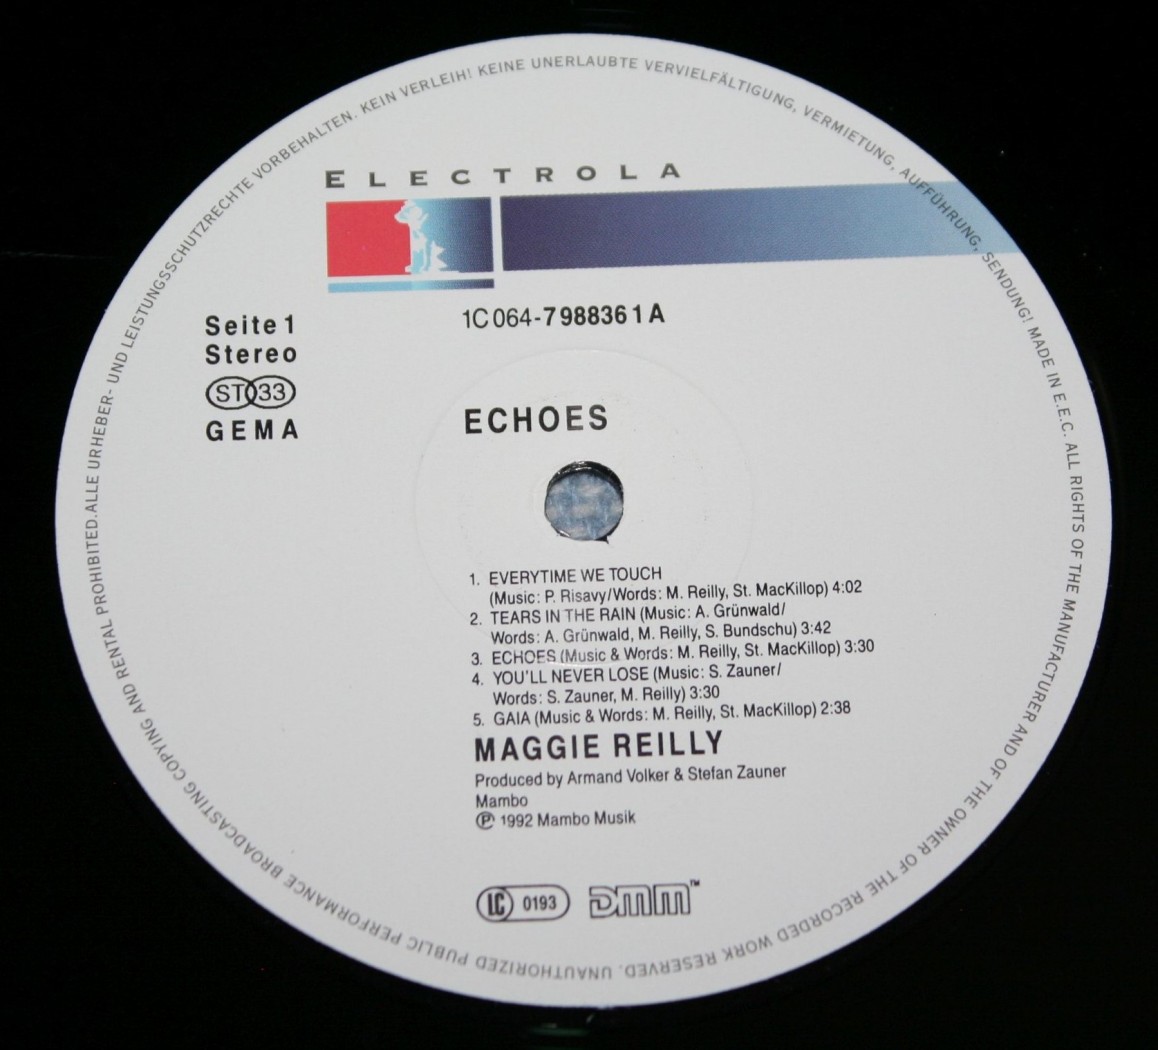 ELECTROLA
1C 064-7 98836 1 A
Seite 1
Stereo
ST 33
GEMA
ECHOES
1. EVERYTIME WE TOUCH
(Music: P. Risavy/Words: M. Reilly, St. MacKillop) 4:02
2. TEARS IN THE RAIN (Music: A. Grünwald/
Words: A. Grünwald, M. Reilly, S. Bundschu) 3:42
3. ECHOES (Music & Words: M. Reilly, St. MacKillop) 3:30
4. YOU'LL NEVER LOSE (Music: S. Zauner/
Words: S. Zauner, M. Reilly) 3:30
5. GAIA (Music & Words: M. Reilly, St. MacKillop) 2:38
MAGGIE REILLY
Produced by Armand Volker & Stefan Zauner
Mambo
℗ 1992 Mambo Musik
LC 0193 DMM™
ALLE URHEBER- UND LEISTUNGSSCHUTZRECHTE VORBEHALTEN. KEIN VERLEIH! KEINE UNERLAUBTE VERVIELFÄLTIGUNG, VERMIETUNG, AUFFÜHRUNG, SENDUNG! MADE IN E.E.C. ALL RIGHTS OF THE MANUFACTURER AND OF THE OWNER OF THE RECORDED WORK RESERVED. UNAUTHORIZED PUBLIC PERFORMANCE BROADCASTING COPYING AND RENTAL PROHIBITED.